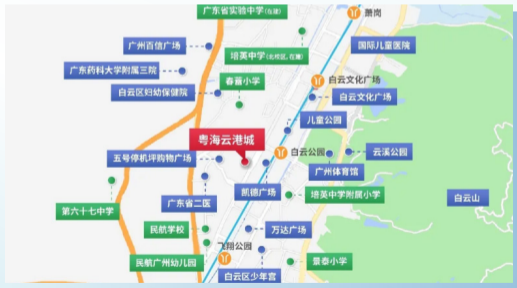 广东省实验中学(在建)
萧岗
广州百信广场
培英中学(北校区,在建)
国际儿童医院
广东药科大学附属三院
春蕾小学
白云文化广场
白云区妇幼保健院
白云文化广场
儿童公园
粤海云港城
白云公园
云溪公园
五号停机坪购物广场
广州体育馆
凯德广场
培英中学附属小学
白云山
第六十七中学
广东省二医
民航学校
万达广场
飞翔公园
民航广州幼儿园
景泰小学
白云区少年宫